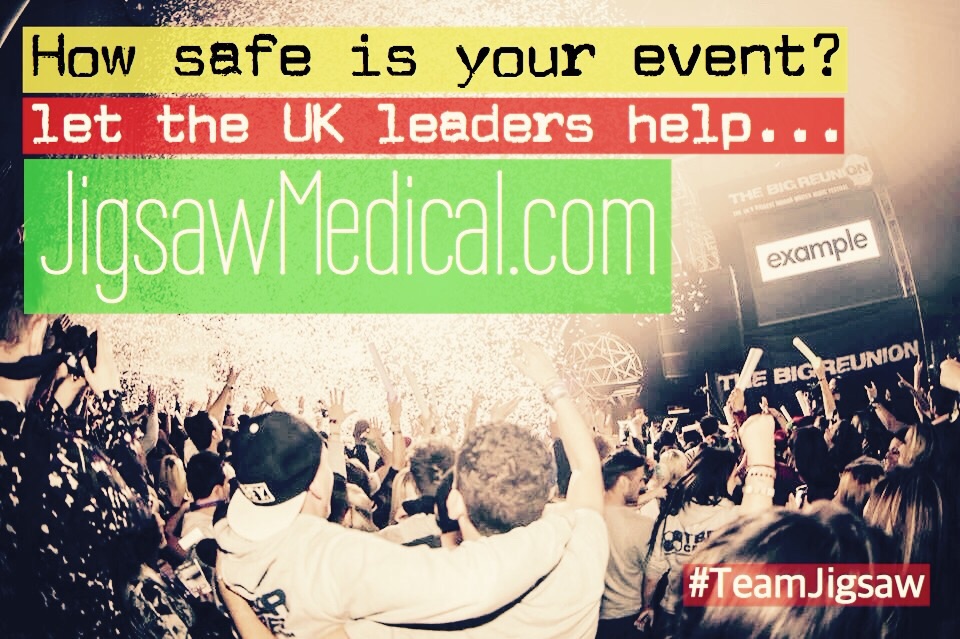 How safe is your event?
let the UK leaders help...
JigsawMedical.com
THE BIG REUNION
example
THE BIG REUNION
#TeamJigsaw